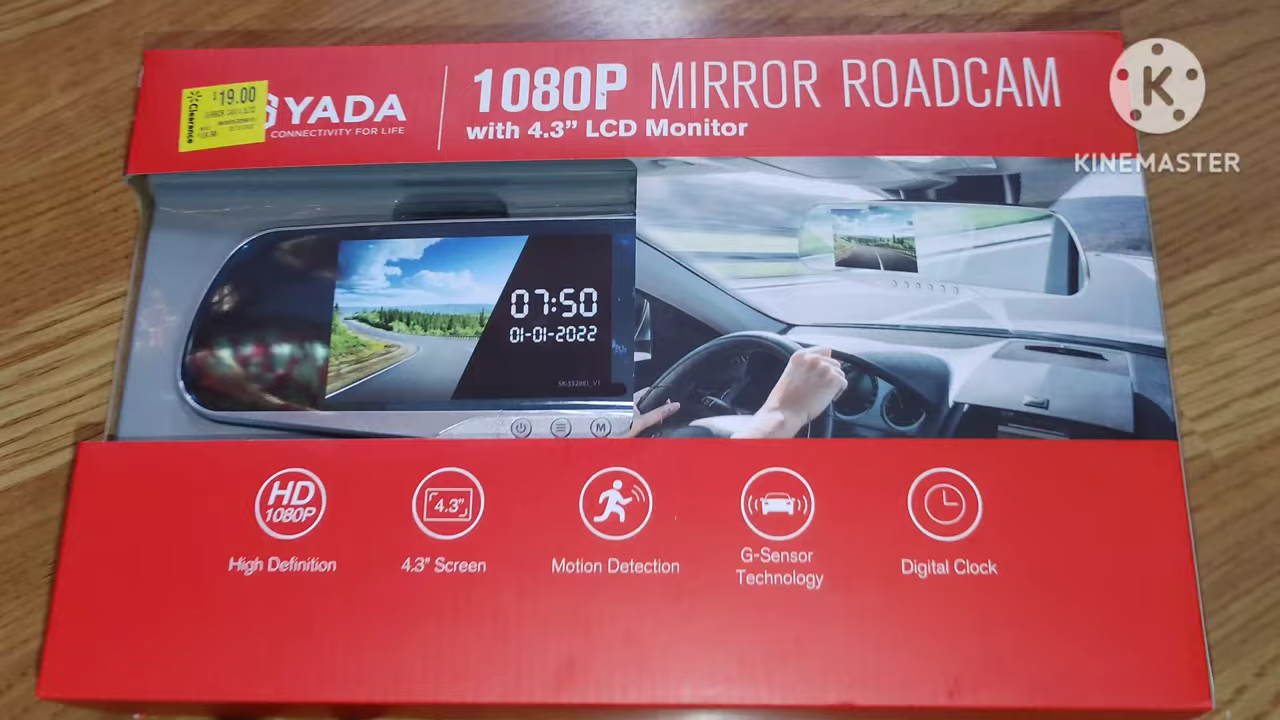 $19.00
Clearance
YADA
CONNECTIVITY FOR LIFE
1080P MIRROR ROADCAM
with 4.3" LCD Monitor
K
KINEMASTER
07:50
01-01-2022
M
HD
1080P
High Definition
4.3"
4.3" Screen
Motion Detection
G-Sensor
Technology
Digital Clock